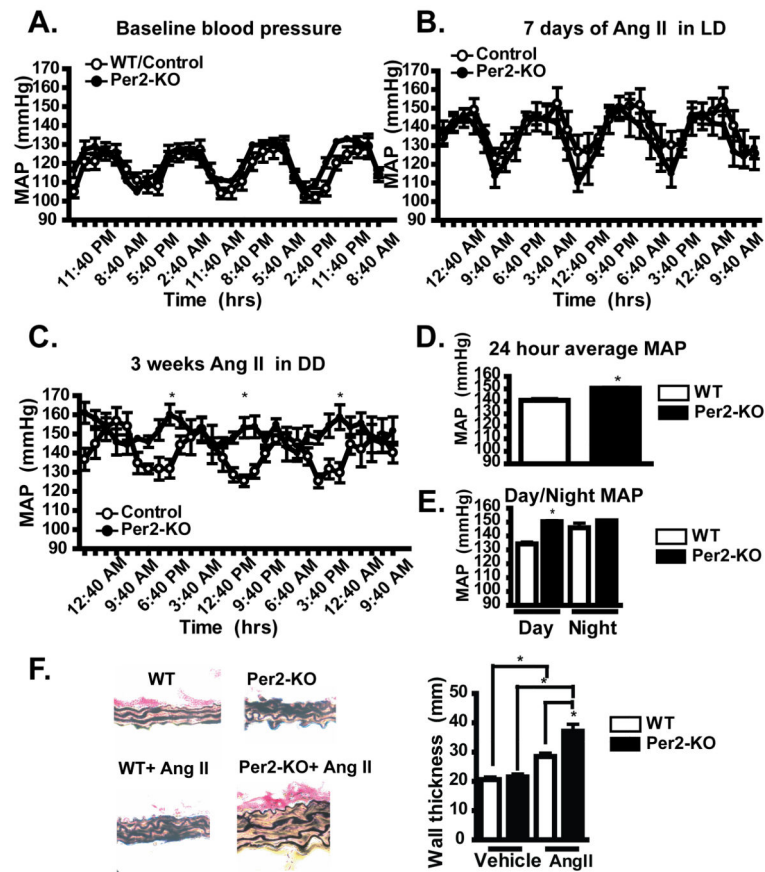 A. Baseline blood pressure
WT/Control
Per2-KO
MAP (mmHg)
170
160
150
140
130
120
110
100
90
11:40 PM
8:40 AM
5:40 PM
2:40 AM
11:40 AM
8:40 PM
5:40 AM
2:40 PM
11:40 PM
8:40 AM
Time (hrs)
B. 7 days of Ang II in LD
Control
Per2-KO
MAP (mmHg)
170
160
150
140
130
120
110
100
90
12:40 AM
9:40 AM
6:40 PM
3:40 AM
12:40 PM
9:40 PM
6:40 AM
3:40 PM
12:40 AM
9:40 AM
Time (hrs)
C. 3 weeks Ang II in DD
* * *
Control
Per2-KO
MAP (mmHg)
170
160
150
140
130
120
110
100
90
12:40 AM
9:40 AM
6:40 PM
3:40 AM
12:40 PM
9:40 PM
6:40 AM
3:40 PM
12:40 AM
9:40 AM
Time (hrs)
D. 24 hour average MAP
MAP (mmHg)
170
160
150
140
130
120
110
100
90
*
WT
Per2-KO
E. Day/Night MAP
MAP (mmHg)
170
160
150
140
130
120
110
100
90
*
WT
Per2-KO
Day Night
F.
WT Per2-KO
WT+ Ang II Per2-KO+ Ang II
Wall thickness (mm)
50
40
30
20
10
0
*
*
*
WT
Per2-KO
Vehicle AngII